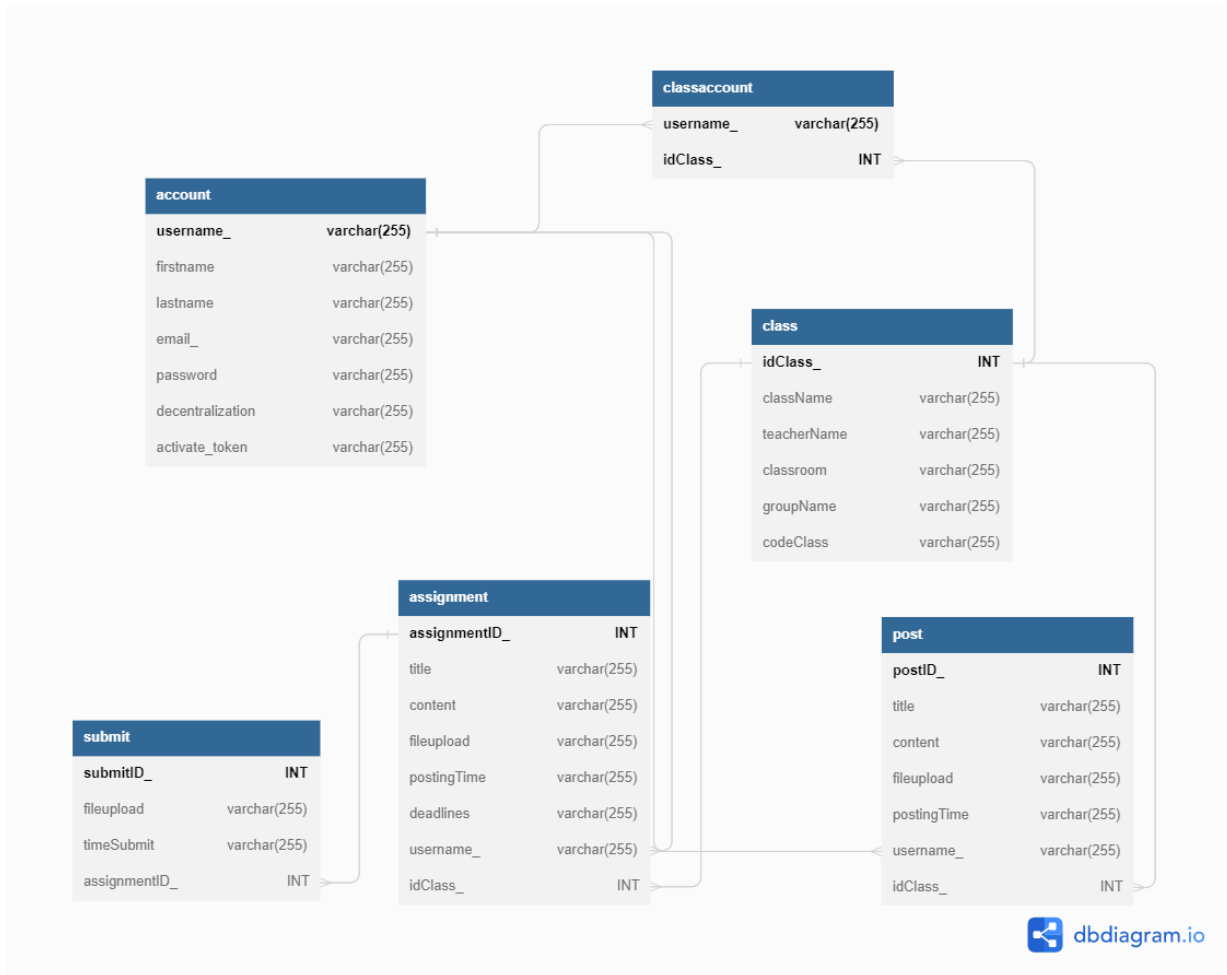 classaccount
username_ varchar(255)
idClass_ INT
account
username_ varchar(255)
firstname varchar(255)
lastname varchar(255)
email_ varchar(255)
password varchar(255)
decentralization varchar(255)
activate_token varchar(255)
class
idClass_ INT
className varchar(255)
teacherName varchar(255)
classroom varchar(255)
groupName varchar(255)
codeClass varchar(255)
assignment
assignmentID_ INT
title varchar(255)
content varchar(255)
fileupload varchar(255)
postingTime varchar(255)
deadlines varchar(255)
username_ varchar(255)
idClass_ INT
post
postID_ INT
title varchar(255)
content varchar(255)
fileupload varchar(255)
postingTime varchar(255)
username_ varchar(255)
idClass_ INT
submit
submitID_ INT
fileupload varchar(255)
timeSubmit varchar(255)
assignmentID_ INT
dbdiagram.io